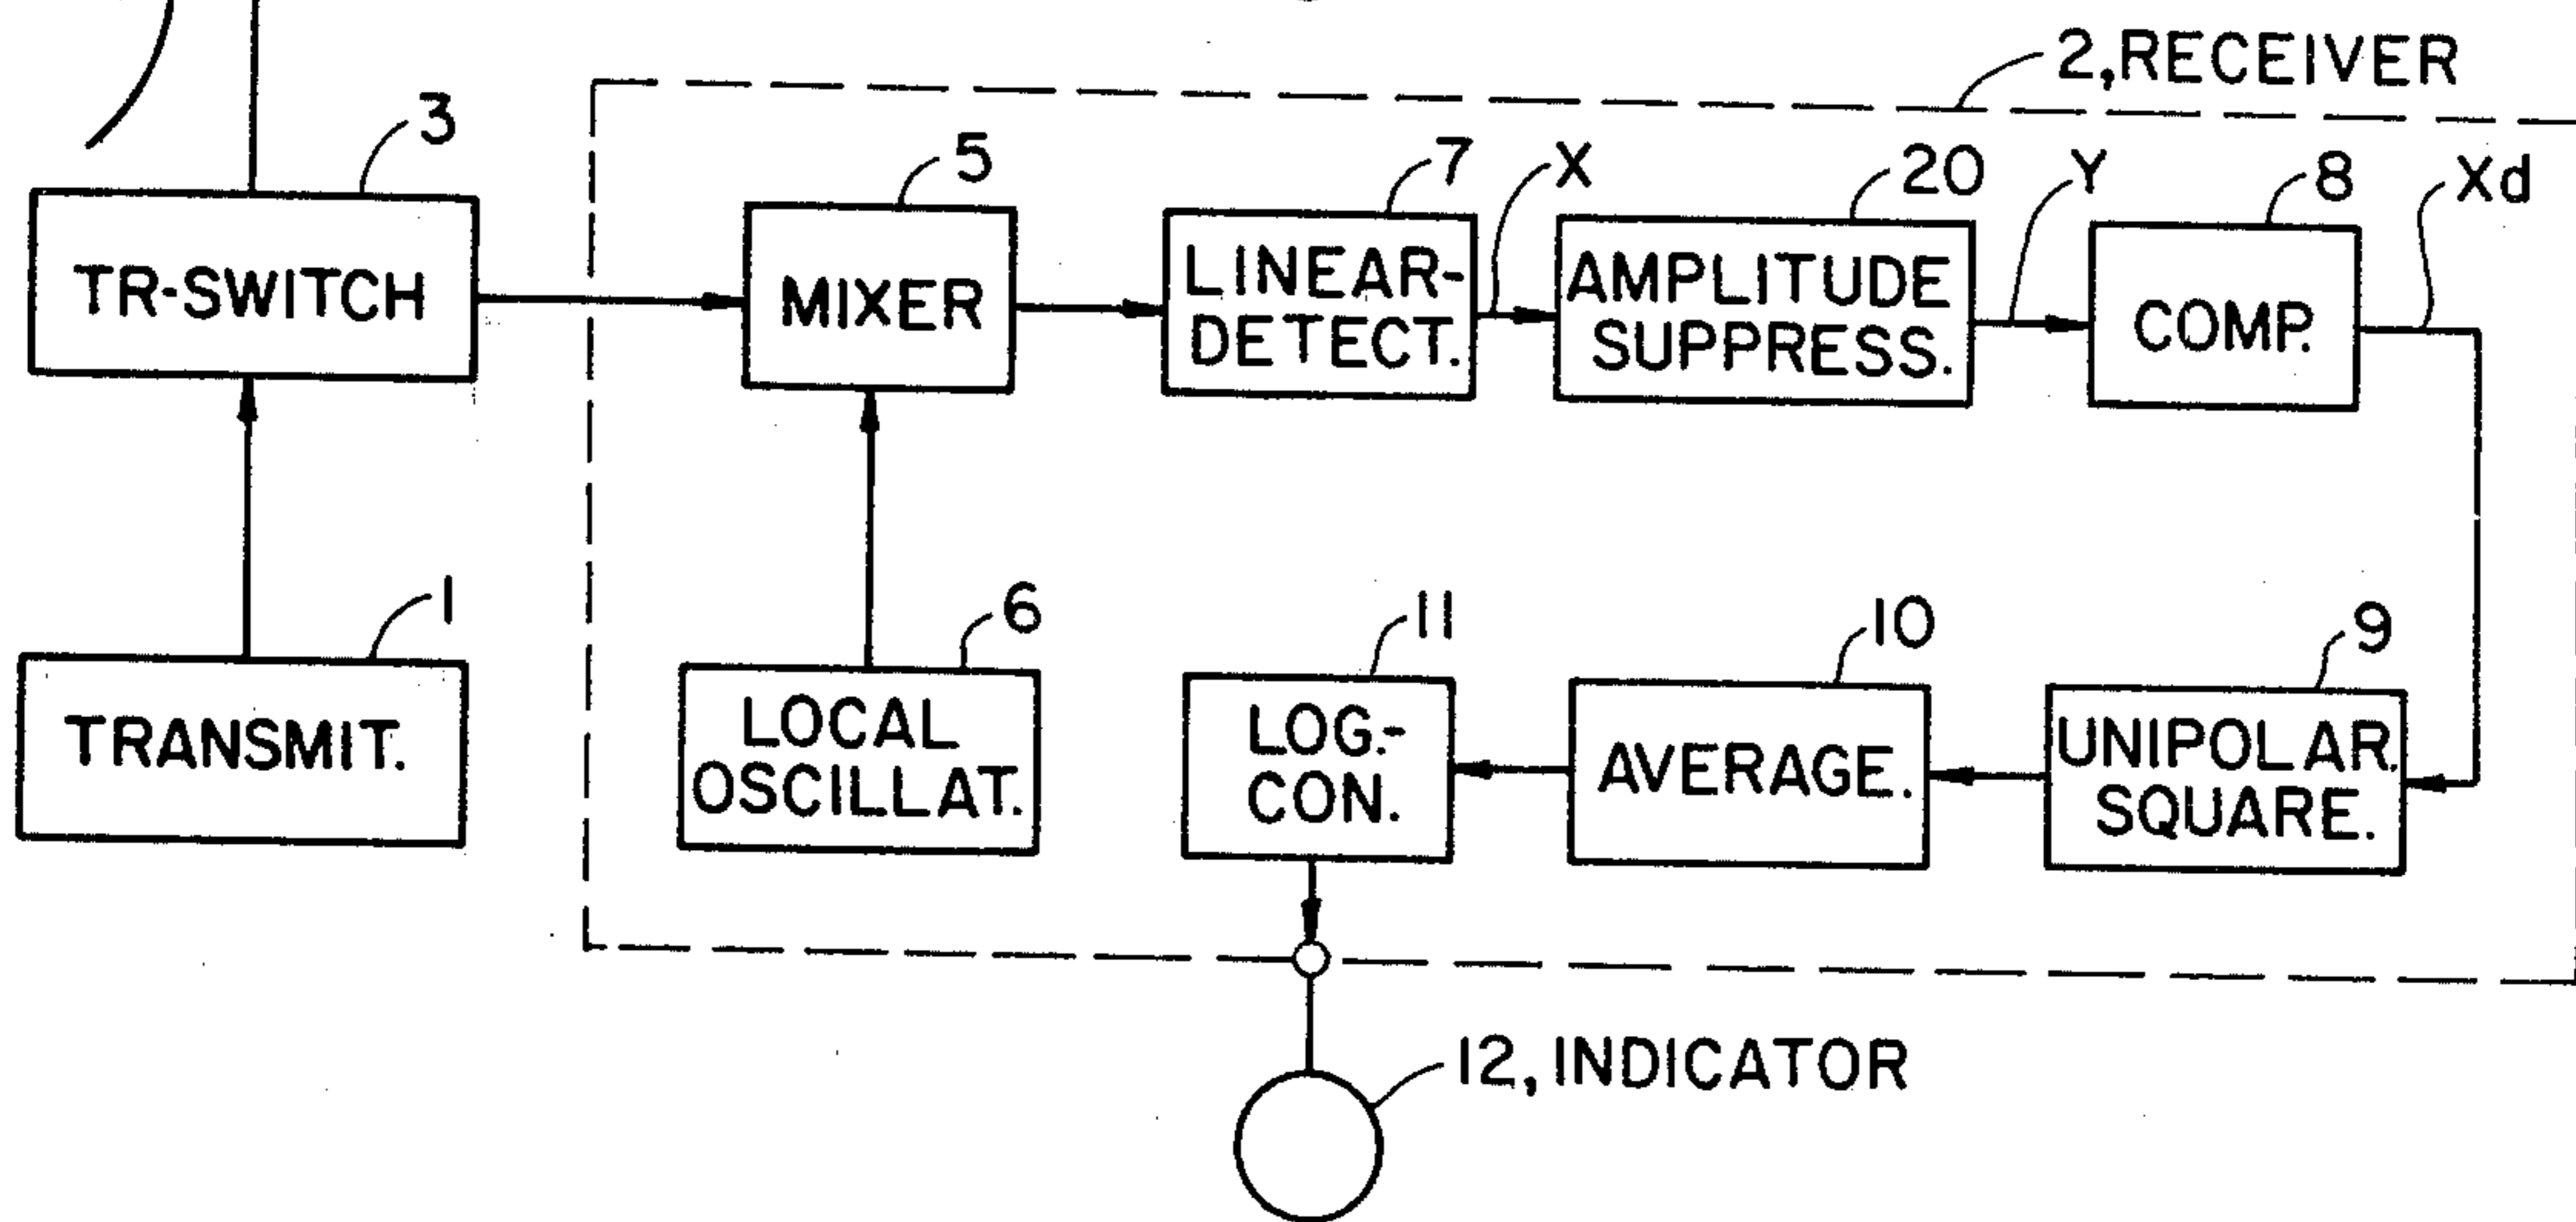 2, RECEIVER
3
5
7
X
20
Y
8
Xd
TR-SWITCH
MIXER
LINEAR-
DETECT.
AMPLITUDE
SUPPRESS.
COMP.
1
6
11
10
9
TRANSMIT.
LOCAL
OSCILLAT.
LOG.-
CON.
AVERAGE.
UNIPOLAR.
SQUARE.
12, INDICATOR